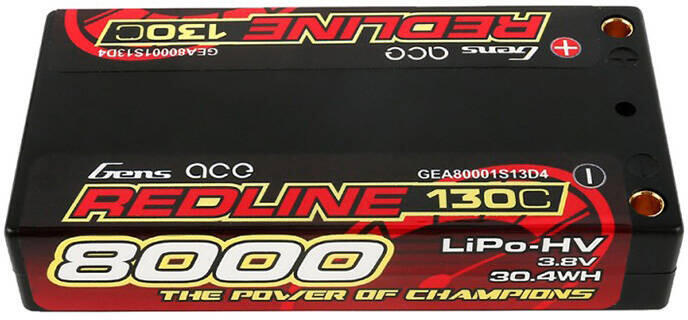 REDLINE
130C
GEA80001S13D4
Gens ace
+
Gens ace
GEA80001S13D4
REDLINE 130C
8000
LiPo-HV
3.8V
30.4WH
THE POWER OF CHAMPIONS